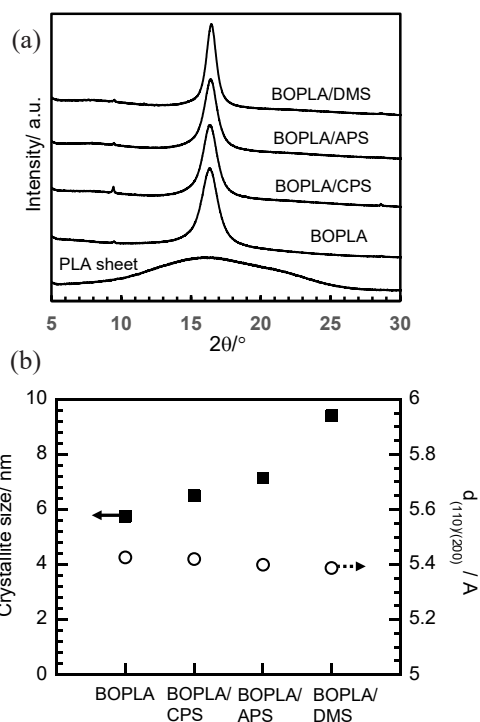 (a)
Intensity/ a.u.
BOPLA/DMS
BOPLA/APS
BOPLA/CPS
BOPLA
PLA sheet
5 10 15 20 25 30
2θ/°
(b)
Crystallite size/ nm
10
8
6
4
2
0
6
5.8
5.6
5.4
5.2
5
d(110)(200) / A
BOPLA
BOPLA/
CPS
BOPLA/
APS
BOPLA/
DMS